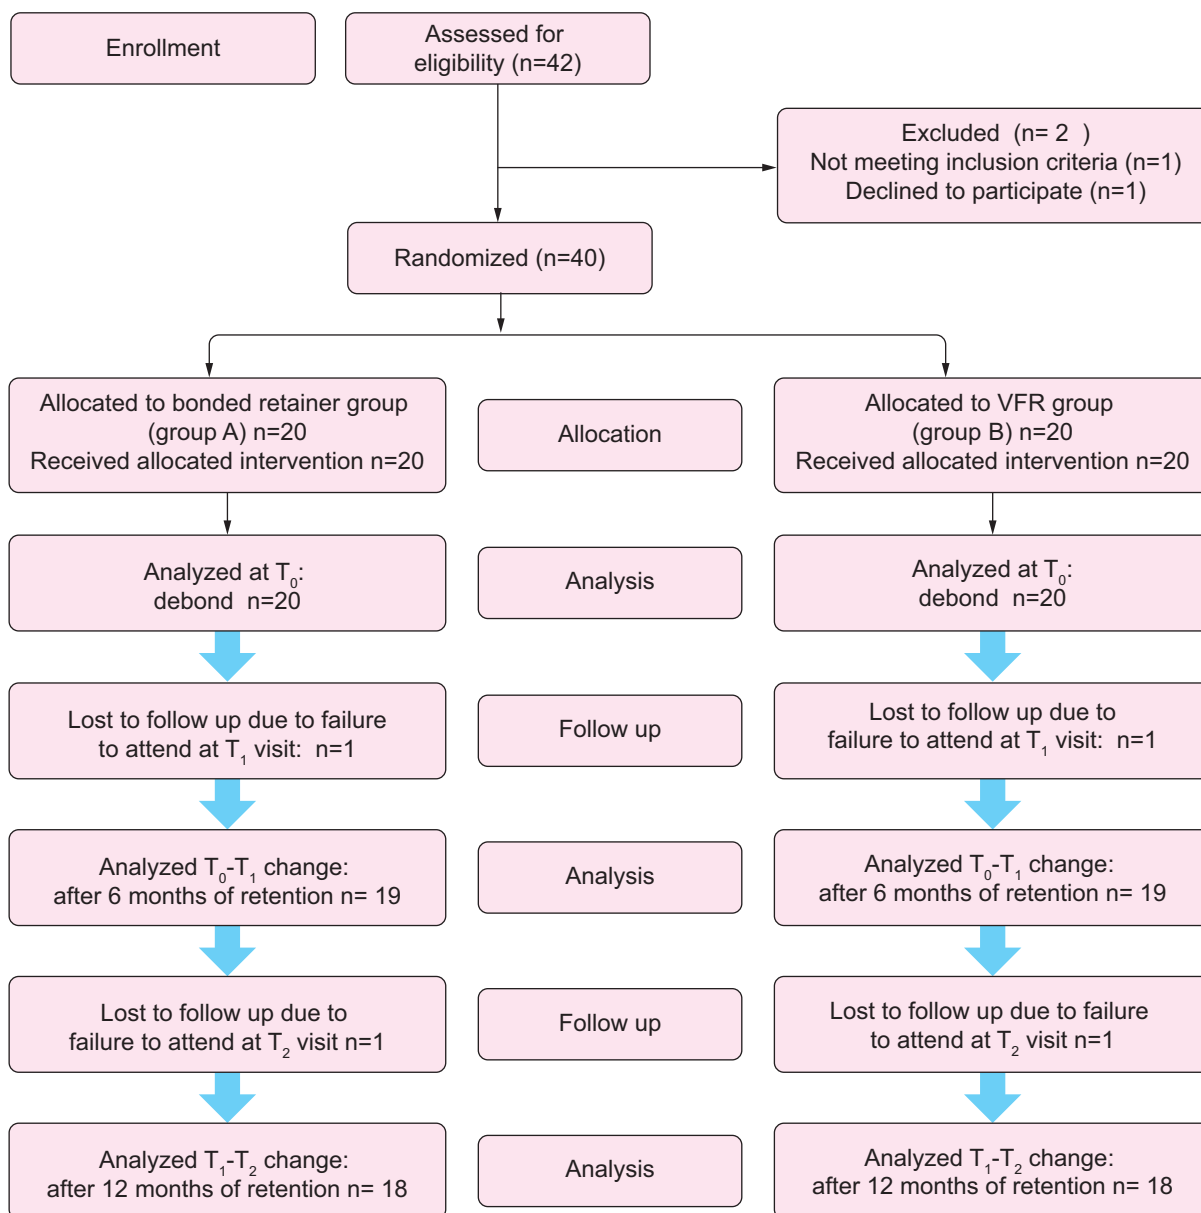 Enrollment
Assessed for
eligibility (n=42)
Excluded (n= 2 )
Not meeting inclusion criteria (n=1)
Declined to participate (n=1)
Randomized (n=40)
Allocated to bonded retainer group
(group A) n=20
Received allocated intervention n=20
Allocation
Allocated to VFR group
(group B) n=20
Received allocated intervention n=20
Analyzed at T₀:
debond n=20
Analysis
Analyzed at T₀:
debond n=20
Lost to follow up due to failure
to attend at T₁ visit: n=1
Follow up
Lost to follow up due to
failure to attend at T₁ visit: n=1
Analyzed T₀-T₁ change:
after 6 months of retention n= 19
Analysis
Analyzed T₀-T₁ change:
after 6 months of retention n= 19
Lost to follow up due to
failure to attend at T₂ visit n=1
Follow up
Lost to follow up due to failure
to attend at T₂ visit n=1
Analyzed T₁-T₂ change:
after 12 months of retention n= 18
Analysis
Analyzed T₁-T₂ change:
after 12 months of retention n= 18